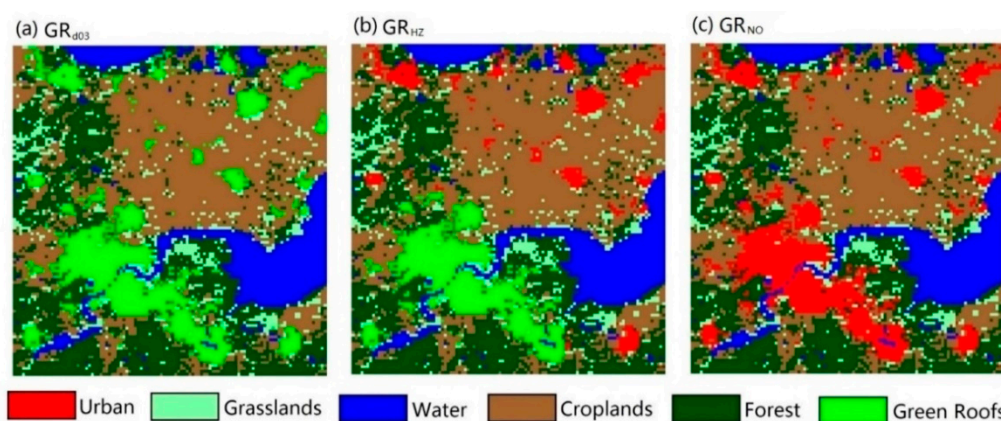 (a) GRd03 (b) GRHZ (c) GRNO
Urban Grasslands Water Croplands Forest Green Roofs